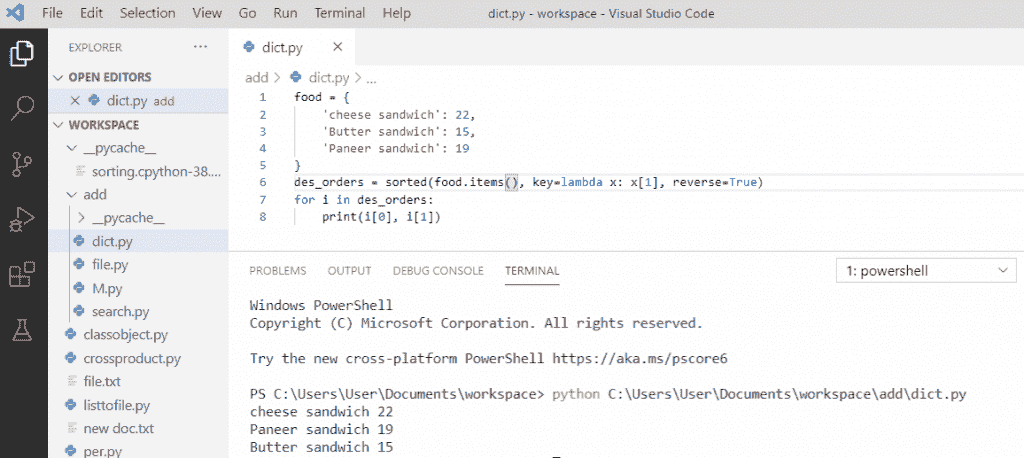 File Edit Selection View Go Run Terminal Help dict.py - workspace - Visual Studio Code
EXPLORER ...
dict.py ×
OPEN EDITORS
× dict.py add
WORKSPACE
__pycache__
sorting.cpython-38....
add
__pycache__
dict.py
file.py
M.py
search.py
classobject.py
crossproduct.py
file.txt
listtofile.py
new doc.txt
per.py
add > dict.py > ...
1 food = {
2 'cheese sandwich': 22,
3 'Butter sandwich': 15,
4 'Paneer sandwich': 19
5 }
6 des_orders = sorted(food.items(), key=lambda x: x[1], reverse=True)
7 for i in des_orders:
8 print(i[0], i[1])
PROBLEMS OUTPUT DEBUG CONSOLE TERMINAL 1: powershell
Windows PowerShell
Copyright (C) Microsoft Corporation. All rights reserved.
Try the new cross-platform PowerShell https://aka.ms/pscore6
PS C:\Users\User\Documents\workspace> python C:\Users\User\Documents\workspace\add\dict.py
cheese sandwich 22
Paneer sandwich 19
Butter sandwich 15